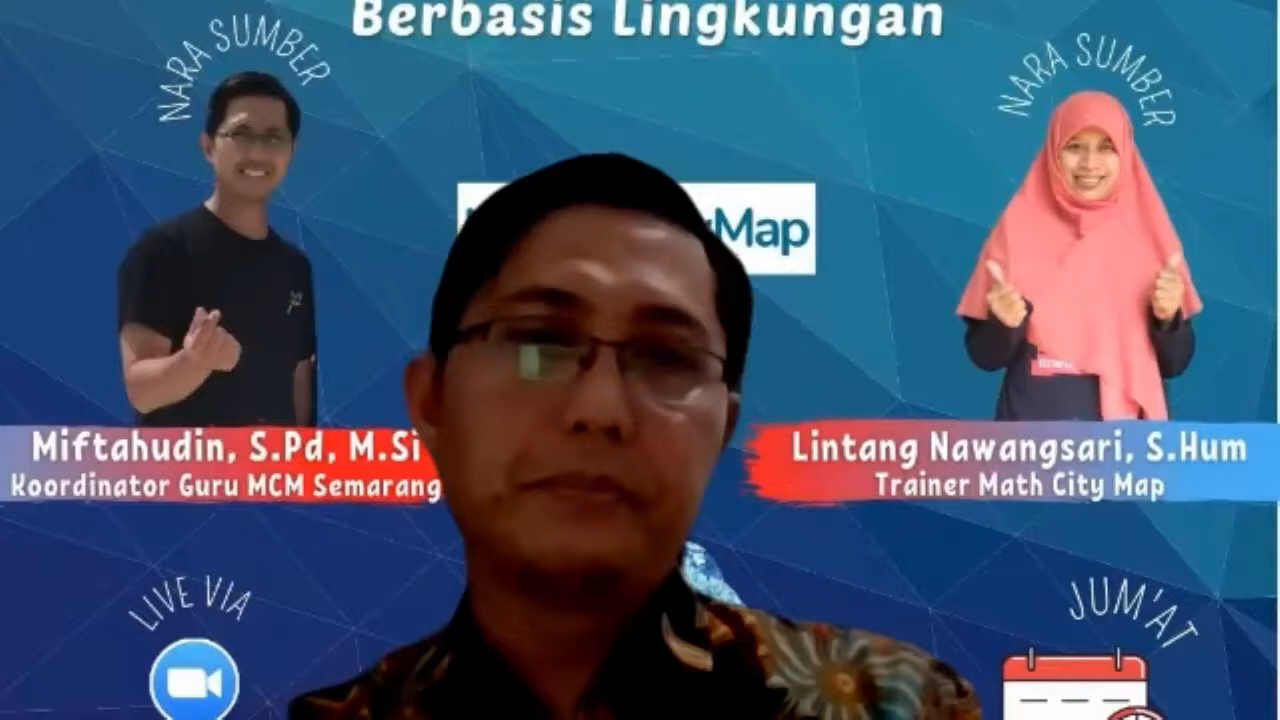 Berbasis Lingkungan
NARA SUMBER
NARA SUMBER
Map
Miftahudin, S.Pd, M.Si
Koordinator Guru MCM Semarang
Lintang Nawangsari, S.Hum
Trainer Math City Map
LIVE VIA
JUM'AT